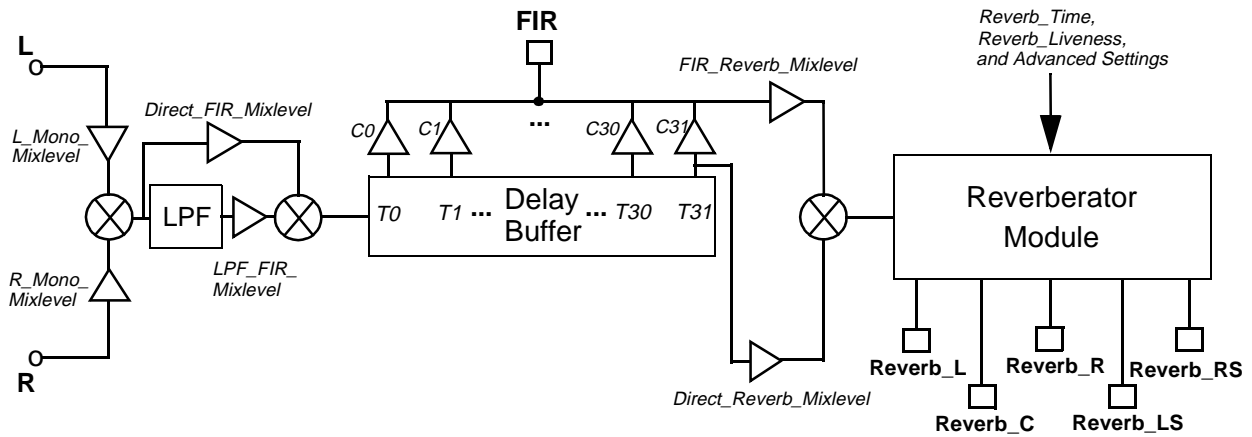 L
R
L_Mono_
Mixlevel
R_Mono_
Mixlevel
Direct_FIR_Mixlevel
LPF
LPF_FIR_
Mixlevel
FIR
C0
C1
...
C30
C31
T0
T1
...
Delay
Buffer
...
T30
T31
FIR_Reverb_Mixlevel
Direct_Reverb_Mixlevel
Reverb_Time,
Reverb_Liveness,
and Advanced Settings
Reverberator
Module
Reverb_L
Reverb_R
Reverb_RS
Reverb_C
Reverb_LS